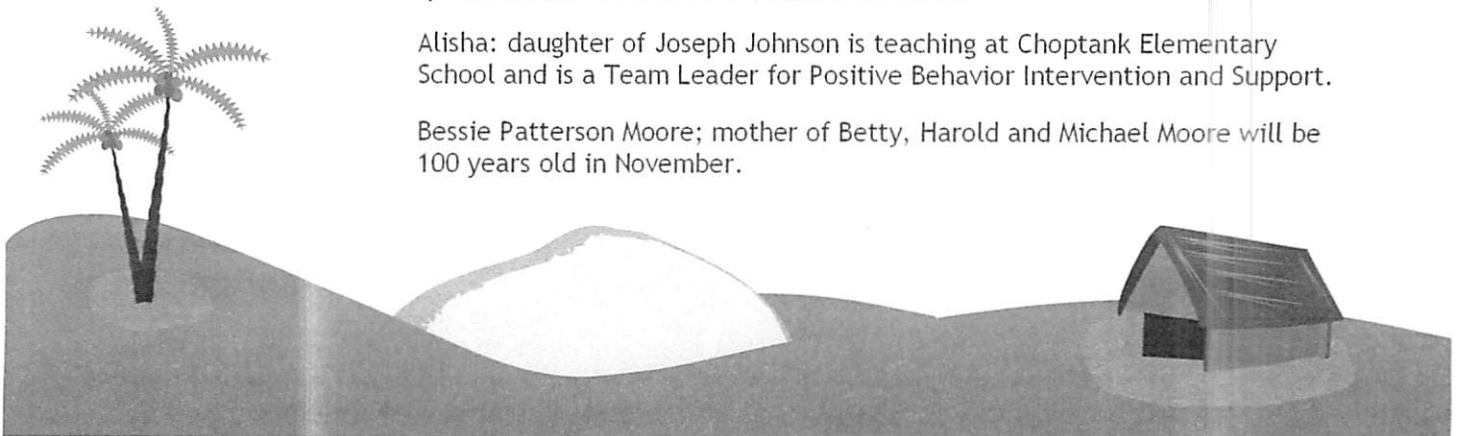 Alisha: daughter of Joseph Johnson is teaching at Choptank Elementary
School and is a Team Leader for Positive Behavior Intervention and Support.
Bessie Patterson Moore; mother of Betty, Harold and Michael Moore will be
100 years old in November.